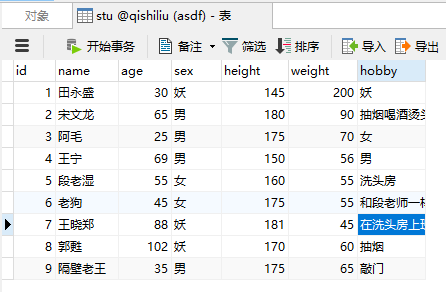 对象 stu @qishiliu (asdf) - 表
开始事务 备注 筛选 排序 导入 导出
id name age sex height weight hobby
1 田永盛 30 妖 145 200 妖
2 宋文龙 65 男 180 90 抽烟喝酒烫头
3 阿毛 25 男 175 70 女
4 王宁 69 男 150 56 男
5 段老湿 55 女 160 55 洗头房
6 老狗 45 女 175 55 和段老师一
7 王晓郑 88 妖 181 45 在洗头房上
8 郭甦 102 妖 170 60 抽烟
9 隔壁老王 35 男 175 65 敲门